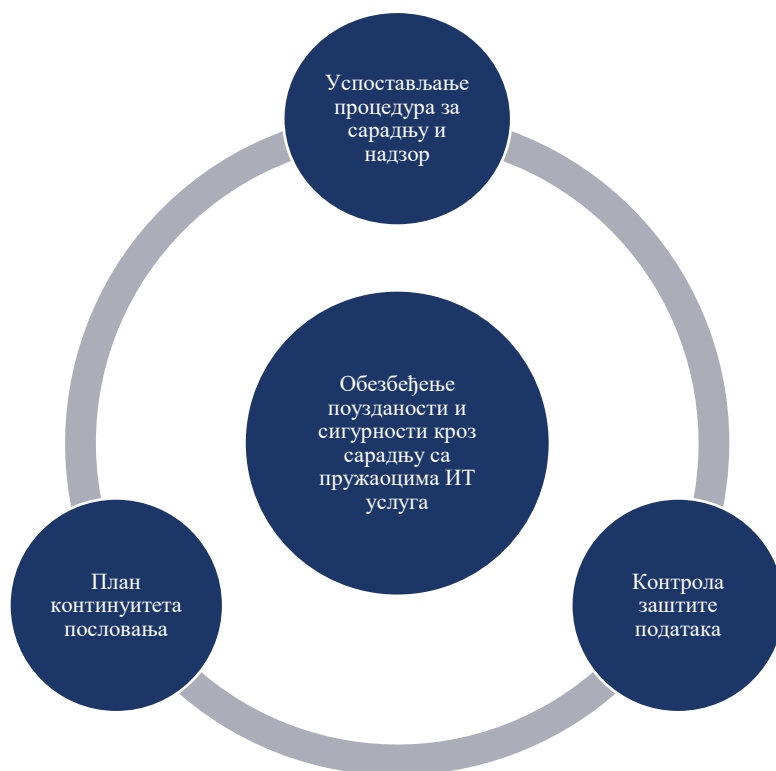 Успостављање
процедура за
сарадњу и
надзор
Обезбеђење
поузданости и
сигурности кроз
сарадњу са
пружаоцима ИТ
услуга
План
континуитета
пословања
Контрола
заштите
података